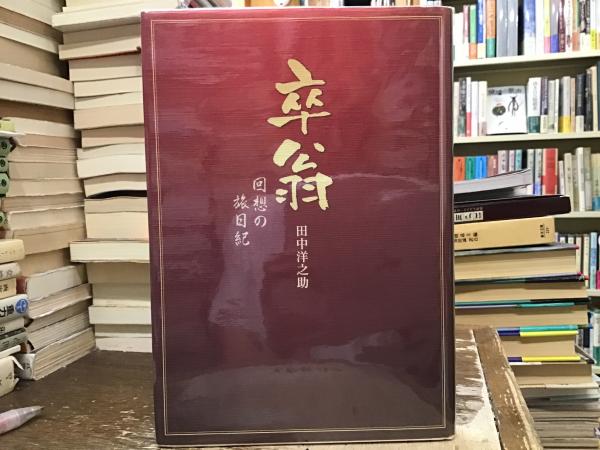 卒翁
回想の
旅日紀
田中洋之助